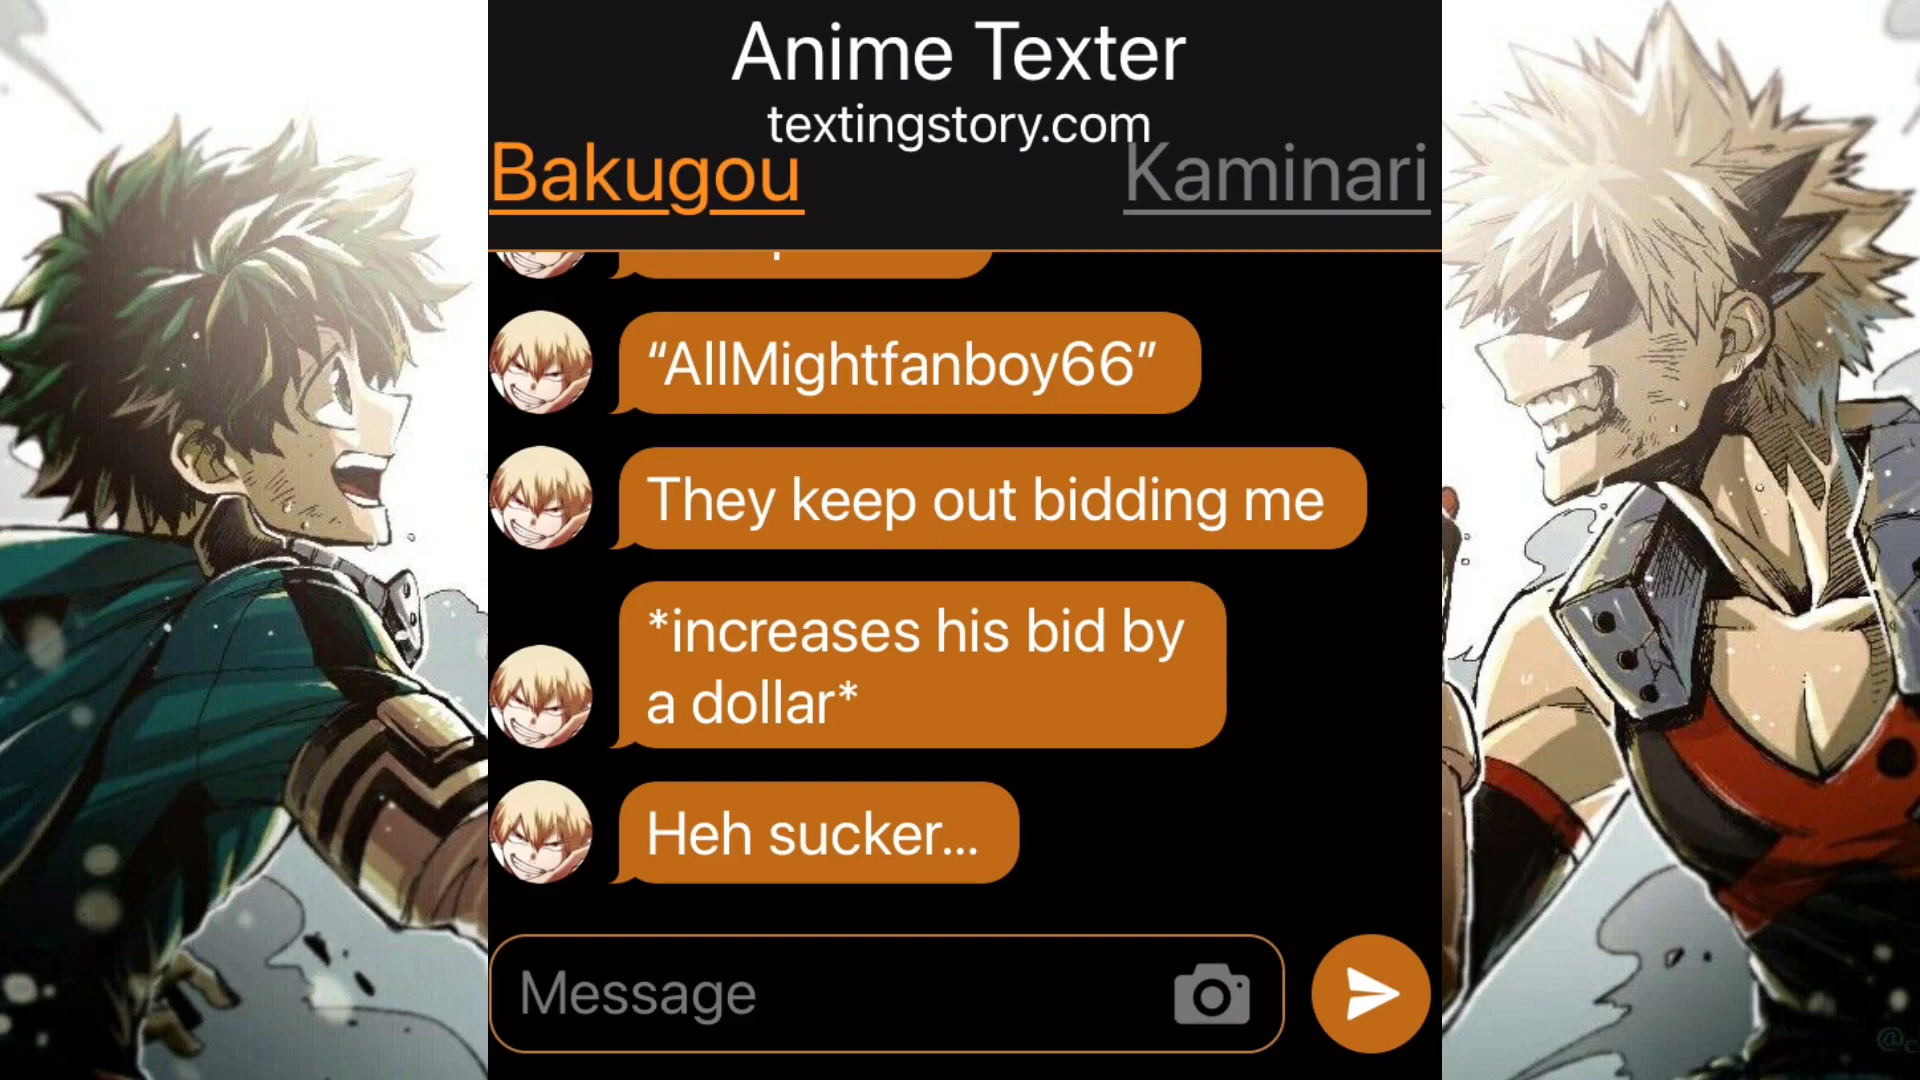 Anime Texter
textingstory.com
Bakugou
Kaminari
“AllMightfanboy66”
They keep out bidding me
*increases his bid by
a dollar*
Heh sucker...
Message